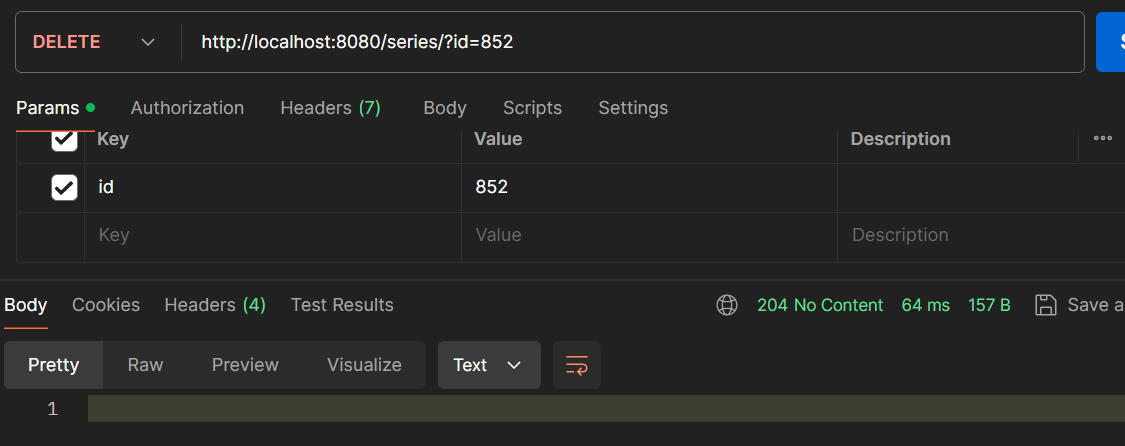 DELETE http://localhost:8080/series/?id=852
Params Authorization Headers (7) Body Scripts Settings
Key Value Description
id 852
Key Value Description
Body Cookies Headers (4) Test Results 204 No Content 64 ms 157 B Save a
Pretty Raw Preview Visualize Text
1